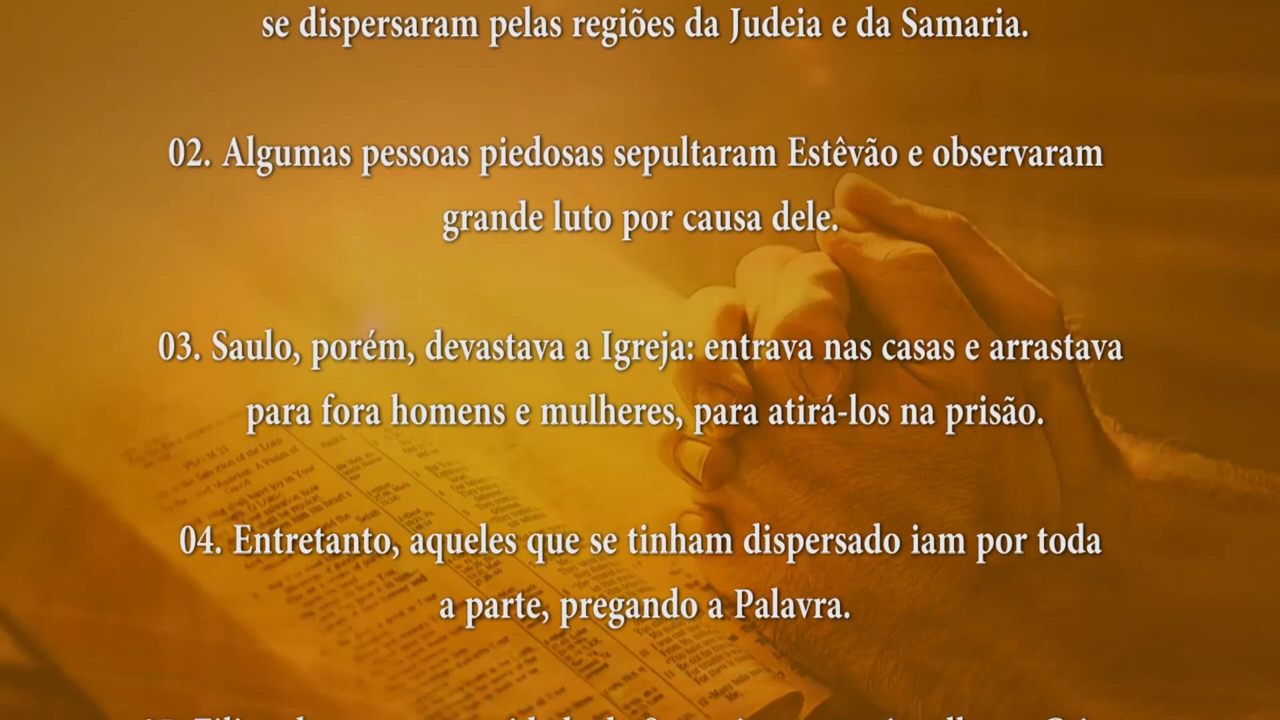 se dispersaram pelas regiões da Judeia e da Samaria.
02. Algumas pessoas piedosas sepultaram Estêvão e observaram
grande luto por causa dele.
03. Saulo, porém, devastava a Igreja: entrava nas casas e arrastava
para fora homens e mulheres, para atirá-los na prisão.
04. Entretanto, aqueles que se tinham dispersado iam por toda
a parte, pregando a Palavra.